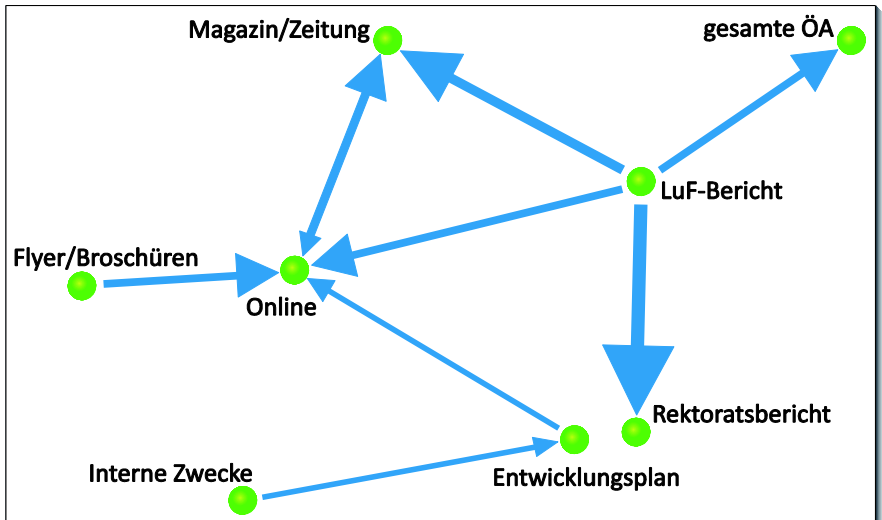 Magazin/Zeitung
gesamte ÖA
LuF-Bericht
Flyer/Broschüren
Online
Rektoratsbericht
Interne Zwecke
Entwicklungsplan